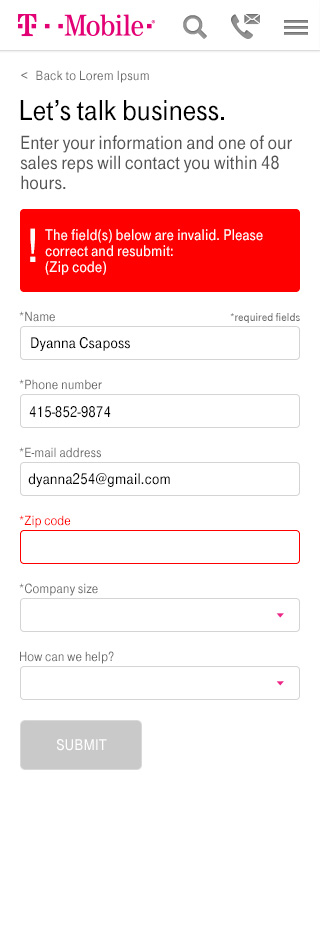 T-Mobile
< Back to Lorem Ipsum
Let's talk business.
Enter your information and one of our
sales reps will contact you within 48
hours.
! The field(s) below are invalid. Please
correct and resubmit:
(Zip code)
*Name *required fields
Dyanna Csaposs
*Phone number
415-852-9874
*E-mail address
dyanna254@gmail.com
*Zip code
*Company size
How can we help?
SUBMIT